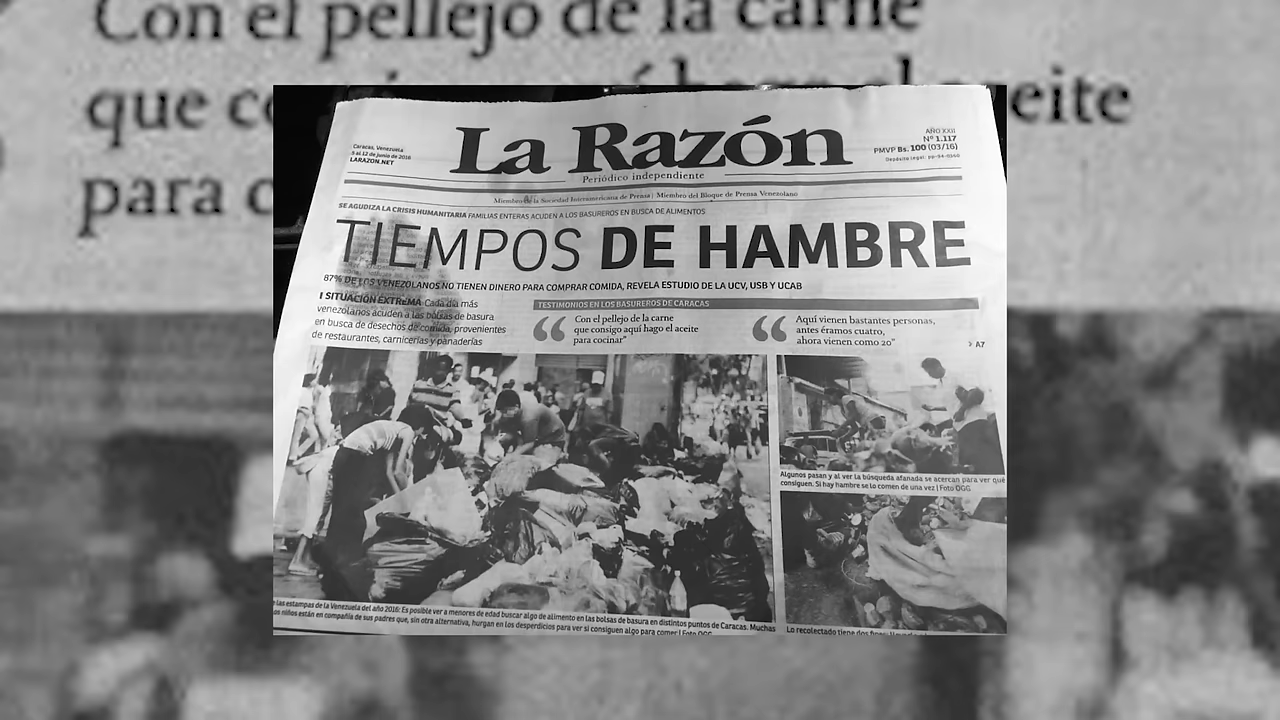 Con el pellejo de la carne
que
eite
para
Caracas, Venezuela
5 al 12 de junio de 2016
LARAZON.NET
La Razón
Periódico independiente
AÑO XXII
Nº 1.117
PMVP Bs. 100 (03/16)
Depósito Legal: pp-94-0160
Miembro de la Sociedad Interamericana de Prensa | Miembro del Bloque de Prensa Venezolano
SE AGUDIZA LA CRISIS HUMANITARIA FAMILIAS ENTERAS ACUDEN A LOS BASUREROS EN BUSCA DE ALIMENTOS
TIEMPOS DE HAMBRE
87% DE LOS VENEZOLANOS NO TIENEN DINERO PARA COMPRAR COMIDA, REVELA ESTUDIO DE LA UCV, USB Y UCAB
I SITUACIÓN EXTREMA Cada día más
venezolanos acuden a las bolsas de basura
en busca de desechos de comida, provenientes
de restaurantes, carnicerías y panaderías
TESTIMONIOS EN LOS BASUREROS DE CARACAS
“ Con el pellejo de la carne
que consigo aquí hago el aceite
para cocinar”
“ Aquí vienen bastantes personas,
antes éramos cuatro,
ahora vienen como 20”
» A7
Algunos pasan y al ver la búsqueda afanada se acercan para ver qué
consiguen. Si hay hambre se lo comen de una vez | Foto OGG
las estampas de la Venezuela del año 2016: Es posible ver a menores de edad buscar algo de alimento en las bolsas de basura en distintos puntos de Caracas. Muchas
niños están en compañía de sus padres que, sin otra alternativa, hurgan en los desperdicios para ver si consiguen algo para comer | Foto OGG
Lo recolectado tiene dos fines: